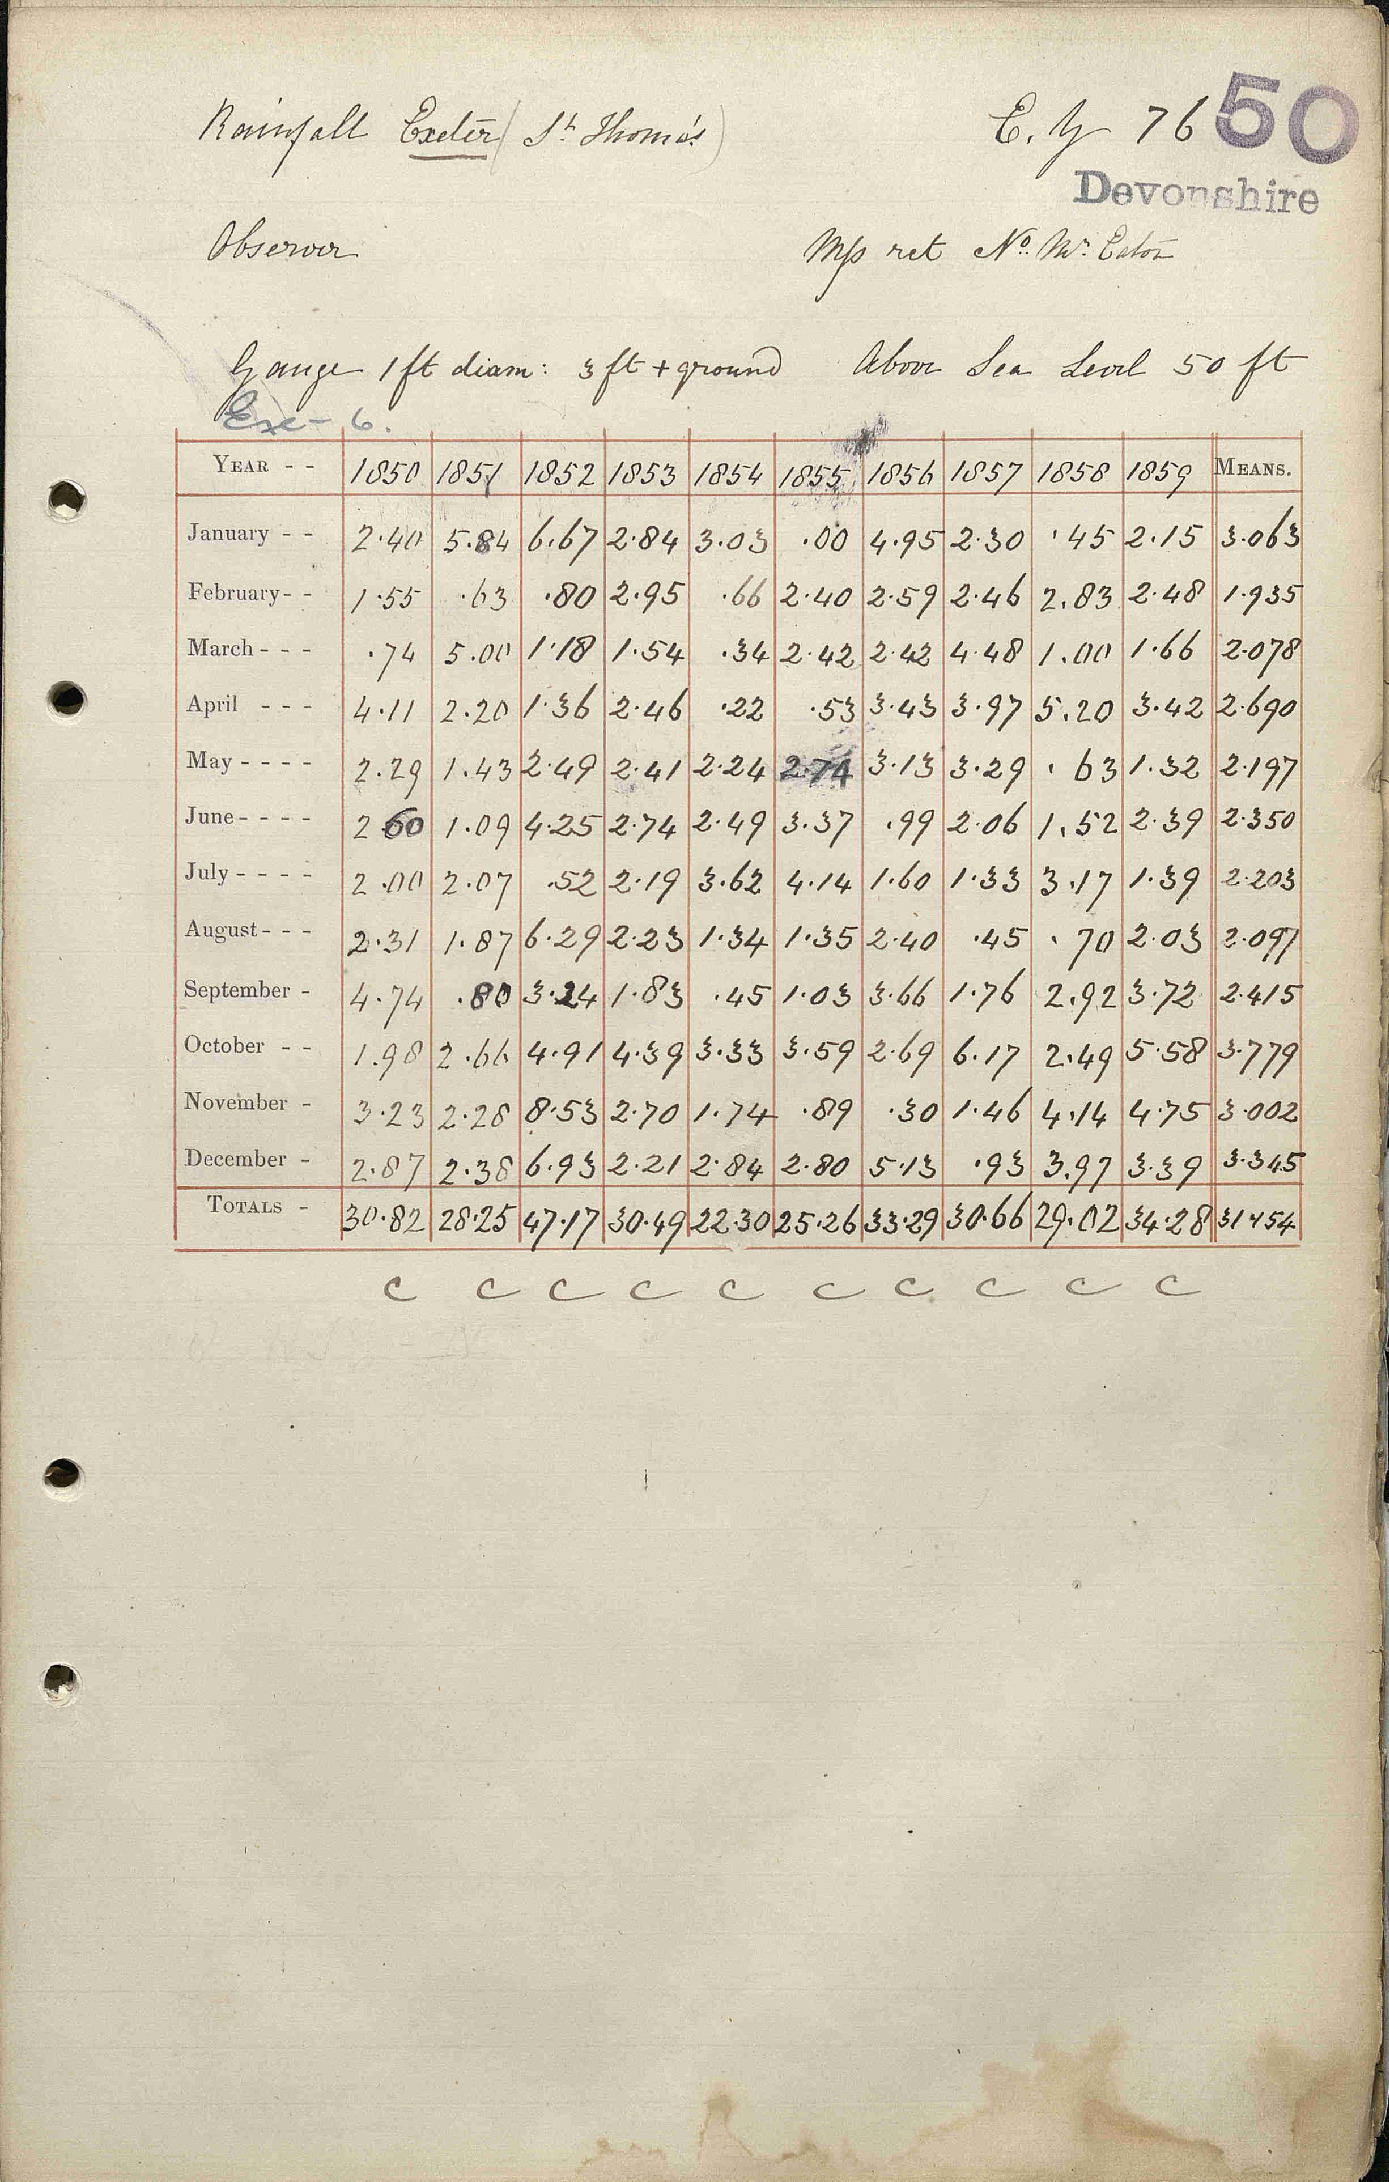 Rainfall Exeter (St Thomas) E. Y 76 50
Devonshire
Observer M/s ret No. Mr. Eaton
Gauge 1 ft diam: 3 ft + ground Above Sea Level 50 ft
Exe - 6.
YEAR - - 1850 1851 1852 1853 1854 1855 1856 1857 1858 1859 MEANS.
January - - 2.40 5.84 6.67 2.84 3.03 .00 4.95 2.30 .45 2.15 3.063
February - - 1.55 .63 .80 2.95 .66 2.40 2.59 2.46 2.83 2.48 1.935
March - - - .74 5.00 1.18 1.54 .34 2.42 2.42 4.48 1.00 1.66 2.078
April - - - 4.11 2.20 1.36 2.46 .22 .53 3.43 3.97 5.20 3.42 2.690
May - - - - 2.29 1.43 2.49 2.41 2.24 2.74 3.13 3.29 .63 1.32 2.197
June - - - - 2.60 1.09 4.25 2.74 2.49 3.37 .99 2.06 1.52 2.39 2.350
July - - - - 2.00 2.07 .52 2.19 3.62 4.14 1.60 1.33 3.17 1.39 2.203
August - - - 2.31 1.87 6.29 2.23 1.34 1.35 2.40 .45 .70 2.03 2.097
September - 4.74 .80 3.24 1.83 .45 1.03 3.66 1.76 2.92 3.72 2.415
October - - 1.98 2.66 4.91 4.39 3.33 3.59 2.69 6.17 2.49 5.58 3.779
November - 3.23 2.28 8.53 2.70 1.74 .89 .30 1.46 4.14 4.75 3.002
December - 2.87 2.38 6.93 2.21 2.84 2.80 5.13 .93 3.97 3.39 3.345
TOTALS - 30.82 28.25 47.17 30.49 22.30 25.26 33.29 30.66 29.02 34.28 31.154
C C C C C C C C C C